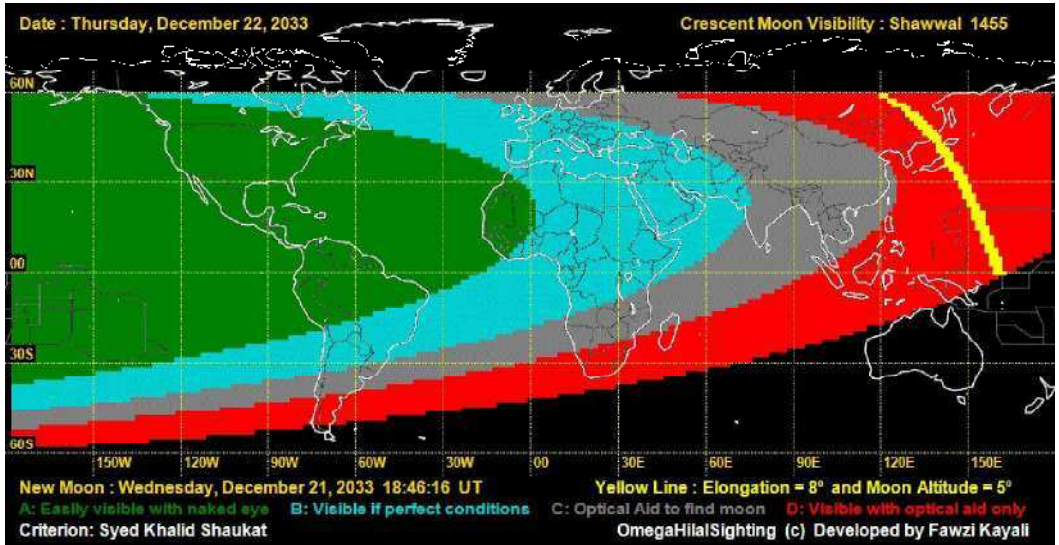 Date : Thursday, December 22, 2033
Crescent Moon Visibility : Shawwal 1455
60N
30N
00
30S
60S
150W 120W 90W 60W 30W 00 30E 60E 90E 120E 150E
New Moon : Wednesday, December 21, 2033 18:46:16 UT
Yellow Line : Elongation = 8º and Moon Altitude = 5º
A: Easily visible with naked eye B: Visible if perfect conditions C: Optical Aid to find moon D: Visible with optical aid only
Criterion: Syed Khalid Shaukat
OmegaHilalSighting (c) Developed by Fawzi Kayali